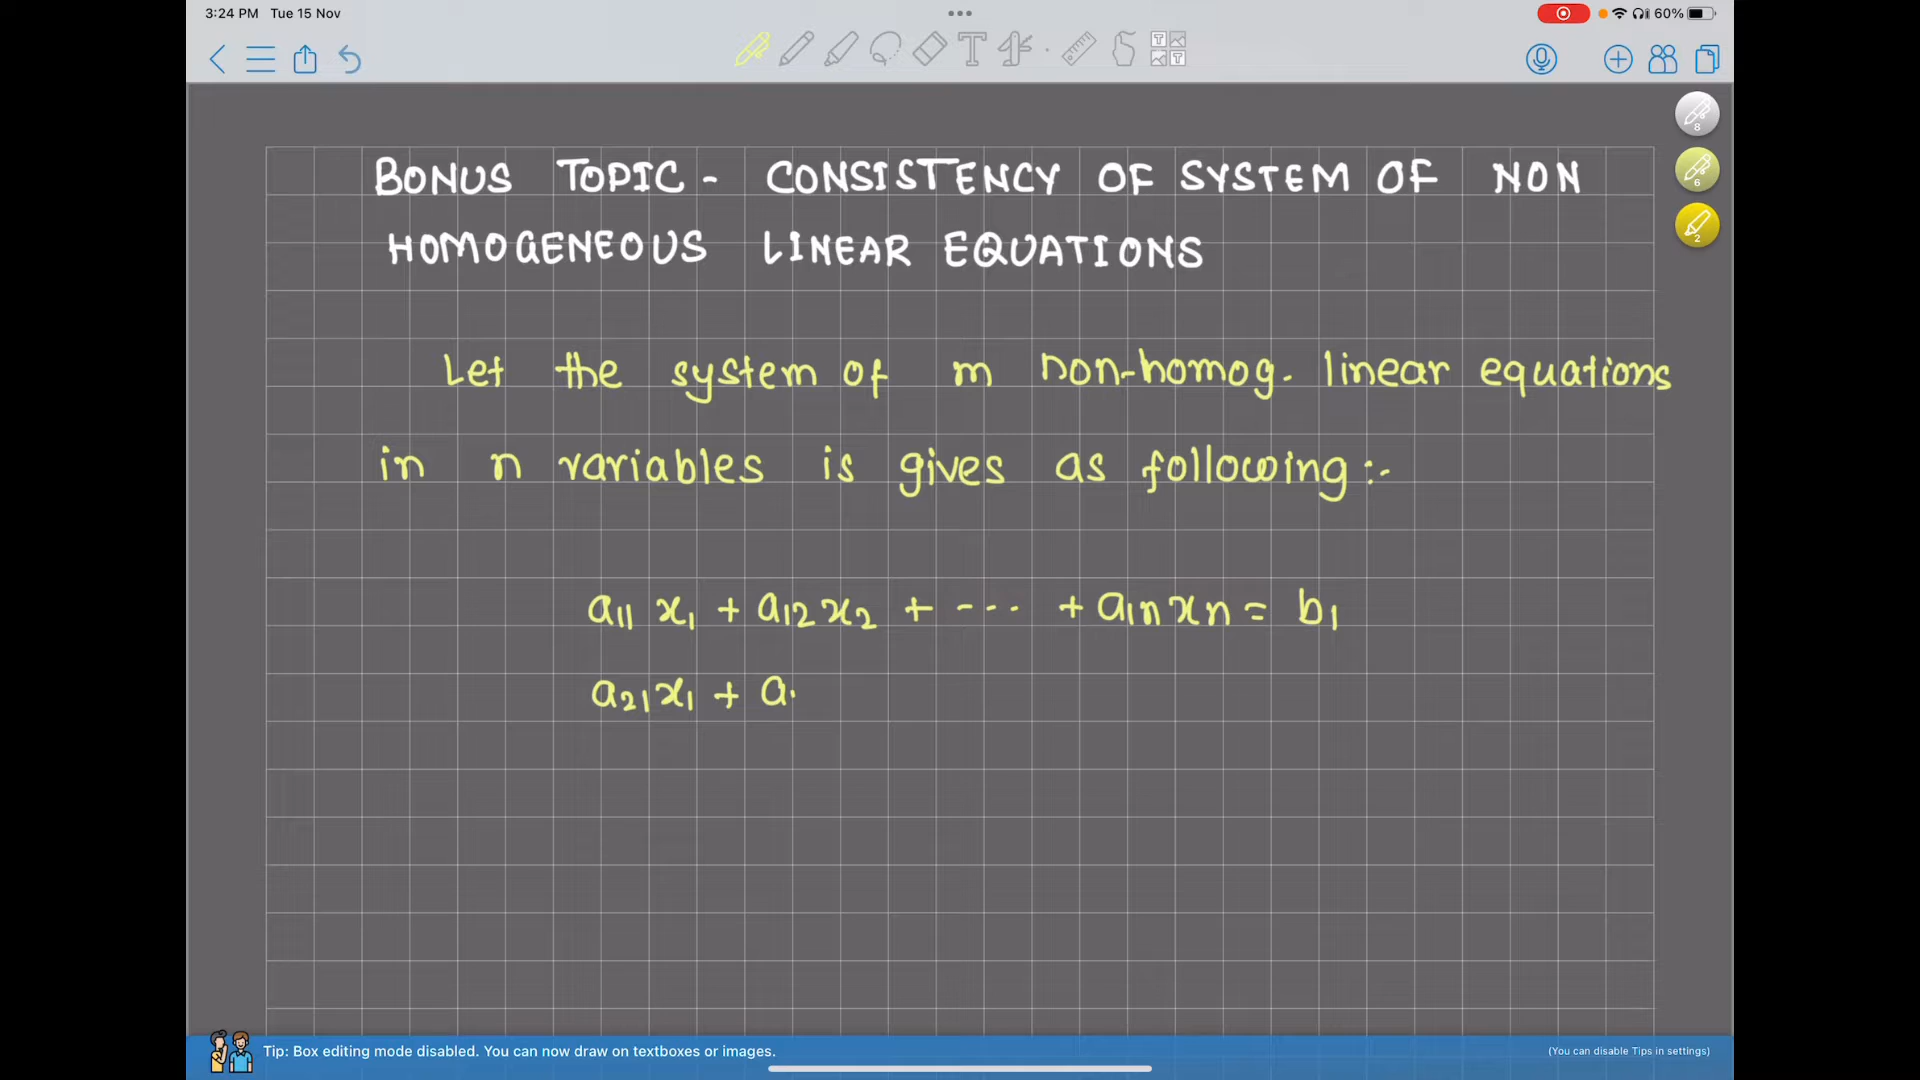 3:24 PM Tue 15 Nov
60%
8
6
2
BONUS TOPIC - CONSISTENCY OF SYSTEM OF NON
HOMOGENEOUS LINEAR EQUATIONS
Let the system of m non-homog. linear equations
in n variables is gives as following :-
a11 x1 + a12 x2 + --- + a1n xn = b1
a21 x1 + a
Tip: Box editing mode disabled. You can now draw on textboxes or images.
(You can disable Tips in settings)